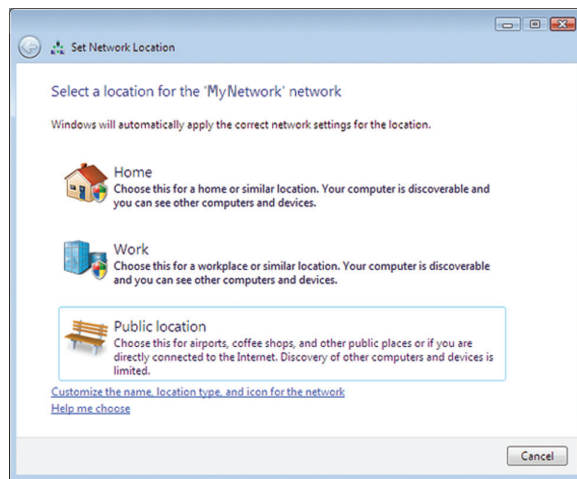 Set Network Location
Select a location for the 'MyNetwork' network
Windows will automatically apply the correct network settings for the location.
Home
Choose this for a home or similar location. Your computer is discoverable and
you can see other computers and devices.
Work
Choose this for a workplace or similar location. Your computer is discoverable
and you can see other computers and devices.
Public location
Choose this for airports, coffee shops, and other public places or if you are
directly connected to the Internet. Discovery of other computers and devices is
limited.
Customize the name, location type, and icon for the network
Help me choose
Cancel